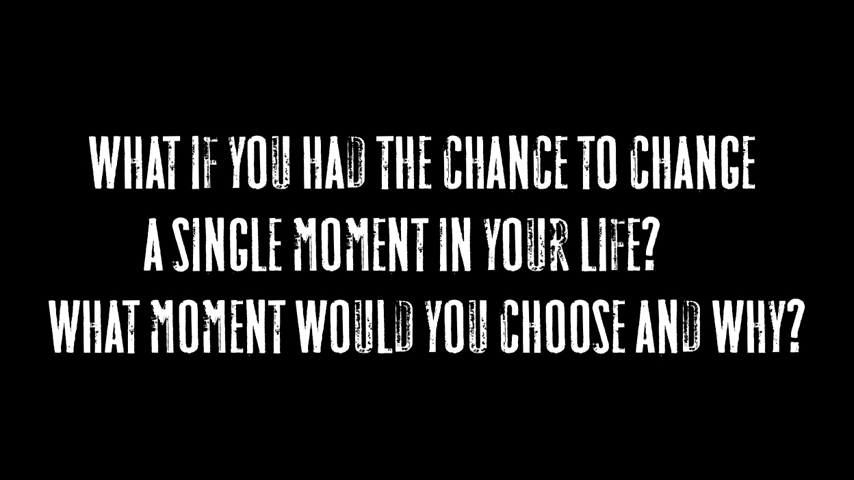 WHAT IF YOU HAD THE CHANCE TO CHANGE
A SINGLE MOMENT IN YOUR LIFE?
WHAT MOMENT WOULD YOU CHOOSE AND WHY?